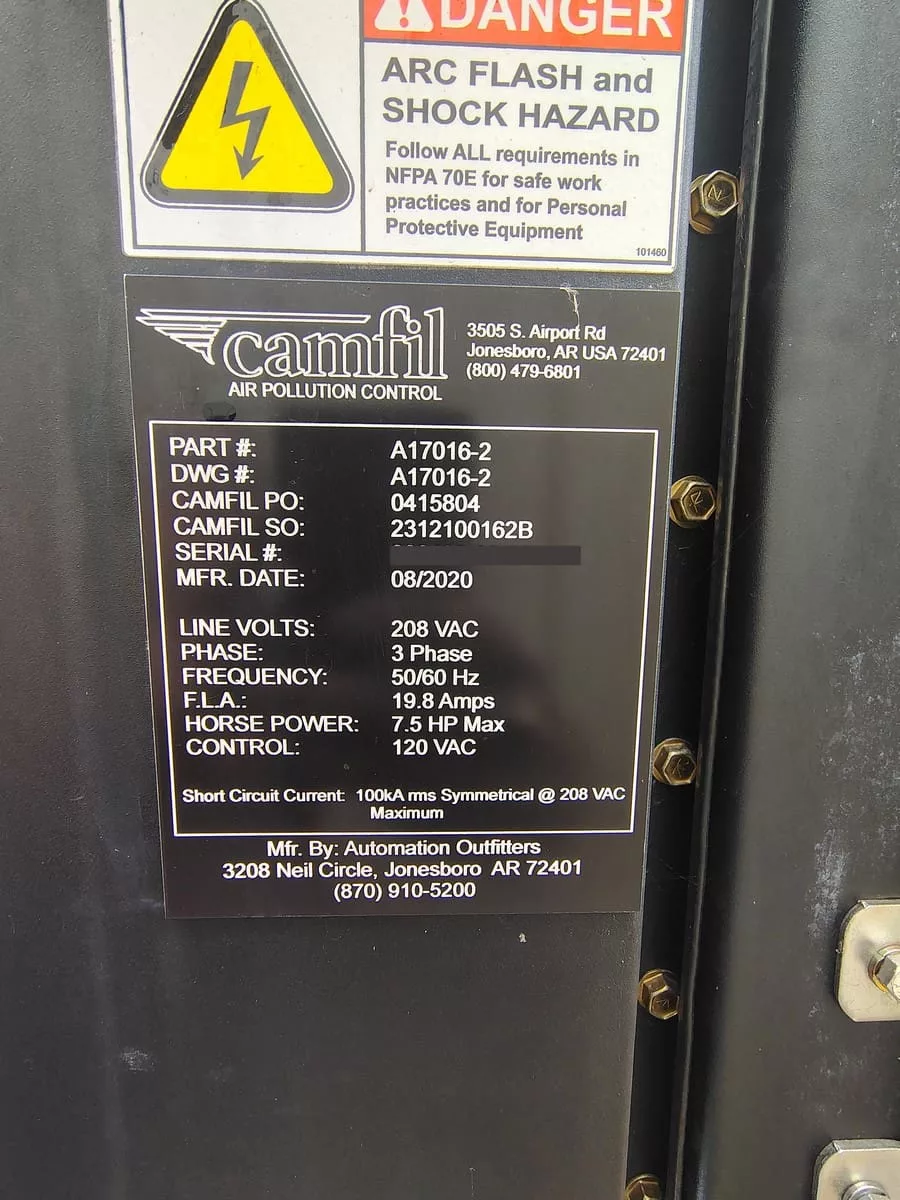 DANGER
ARC FLASH and
SHOCK HAZARD
Follow ALL requirements in
NFPA 70E for safe work
practices and for Personal
Protective Equipment
101460
camfil
AIR POLLUTION CONTROL
3505 S. Airport Rd
Jonesboro, AR USA 72401
(800) 479-6801
PART #: A17016-2
DWG #: A17016-2
CAMFIL PO: 0415804
CAMFIL SO: 2312100162B
SERIAL #:
MFR. DATE: 08/2020
LINE VOLTS: 208 VAC
PHASE: 3 Phase
FREQUENCY: 50/60 Hz
F.L.A.: 19.8 Amps
HORSE POWER: 7.5 HP Max
CONTROL: 120 VAC
Short Circuit Current: 100kA rms Symmetrical @ 208 VAC
Maximum
Mfr. By: Automation Outfitters
3208 Neil Circle, Jonesboro AR 72401
(870) 910-5200